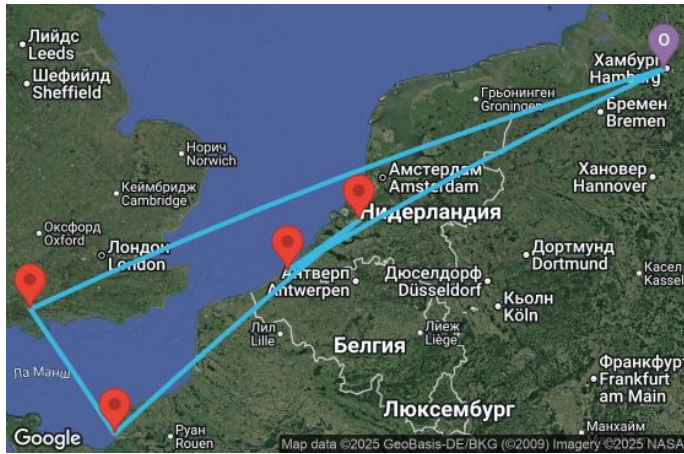 Лийдс
Leeds
Шефийлд
Sheffield
Норич
Norwich
Кеймбридж
Cambridge
Оксфорд
Oxford
Лондон
London
O
Хамбург
Hamburg
Грьонинген
Groningen
Бремен
Bremen
Амстердам
Amsterdam
Нидерландия
Хановер
Hannover
Антверп
Antwerpen
Дюселдорф
Düsseldorf
Дортмунд
Dortmund
Касел
Kassel
Кьолн
Köln
Лил
Lille
Лиеж
Liège
Белгия
Ла Манш
Франкфурт
Frankfurt
am Main
Люксембург
Руан
Rouen
Манхайм
Google
Map data ©2025 GeoBasis-DE/BKG (©2009) Imagery ©2025 NASA